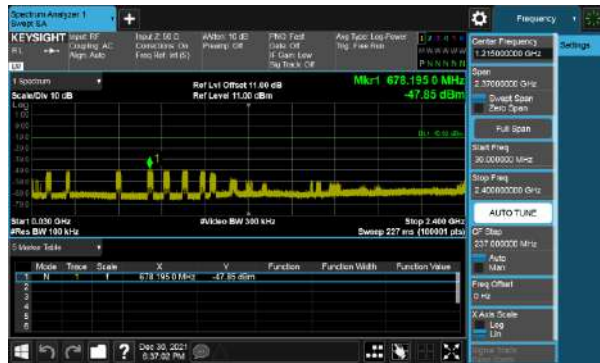 Spectrum Analyzer 1
Swept SA
+
Frequency
KEYSIGHT
Input: RF
Input Z: 50 Ω
Atten: 10 dB
PNO: Fast
Avg Type: Log-Power
RL
Coupling: AC
Corrections: On
Preamp: Off
Gate: Off
Trig: Free Run
Align: Auto
Freq Ref: Int (S)
IF Gain: Low
Sig Track: Off
P N N N N N
Center Frequency
1.215000000 GHz
Settings
1 Spectrum
Ref Lvl Offset 11.00 dB
Mkr1 678.195 0 MHz
Scale/Div 10 dB
Ref Level 11.00 dBm
-47.85 dBm
Log
1
Span
2.37000000 GHz
Swept Span
Zero Span
Full Span
Start Freq
30.000000 MHz
Stop Freq
2.400000000 GHz
AUTO TUNE
Start 0.030 GHz
#Video BW 300 kHz
Stop 2.400 GHz
#Res BW 100 kHz
Sweep 227 ms (100001 pts)
CF Step
237.000000 MHz
Auto
Man
5 Marker Table
Mode Trace Scale X Y Function Function Width Function Value
1 N 1 f 678.195 0 MHz -47.85 dBm
2
3
4
5
6
Freq Offset
0 Hz
X Axis Scale
Log
Lin
Signal Track
? Dec 30, 2021
6:37:02 PM